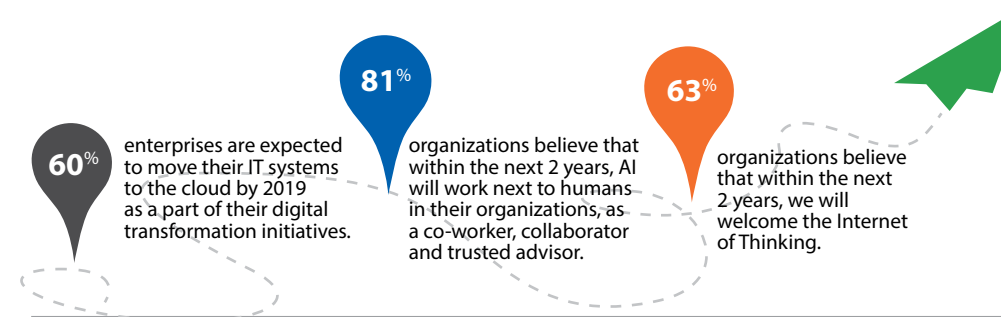 60%
enterprises are expected
to move their IT systems
to the cloud by 2019
as a part of their digital
transformation initiatives.
81%
organizations believe that
within the next 2 years, AI
will work next to humans
in their organizations, as
a co-worker, collaborator
and trusted advisor.
63%
organizations believe
that within the next
2 years, we will
welcome the Internet
of Thinking.